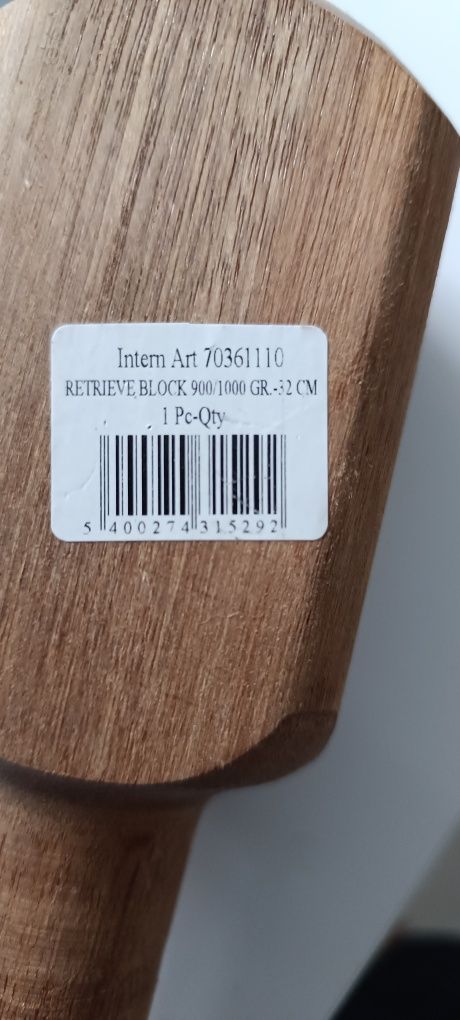 Intern Art 70361110
RETRIEVE BLOCK 900/1000 GR.-32 CM
1 Pc-Qty
5 400274 315292